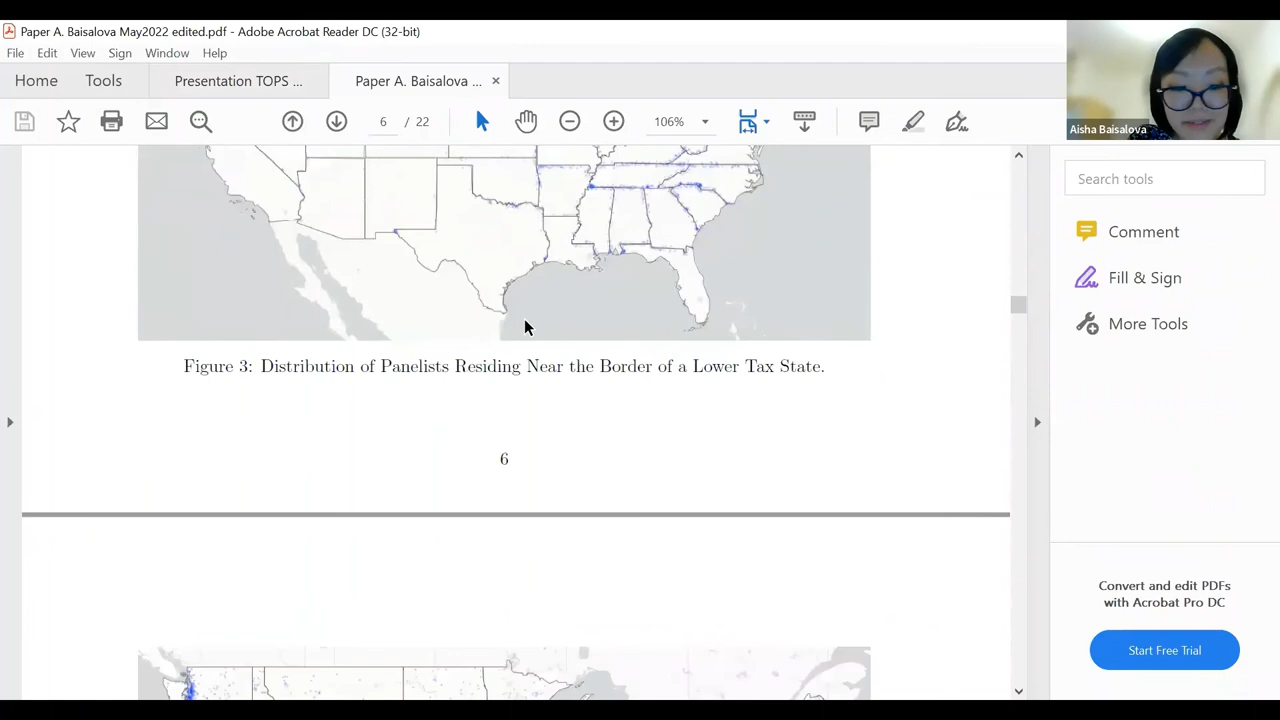 Paper A. Baisalova May2022 edited.pdf - Adobe Acrobat Reader DC (32-bit)
File Edit View Sign Window Help
Home Tools Presentation TOPS ... Paper A. Baisalova ... ×
6 / 22 106%
Aisha Baisalova
Search tools
Comment
Fill & Sign
More Tools
Figure 3: Distribution of Panelists Residing Near the Border of a Lower Tax State.
6
Convert and edit PDFs
with Acrobat Pro DC
Start Free Trial